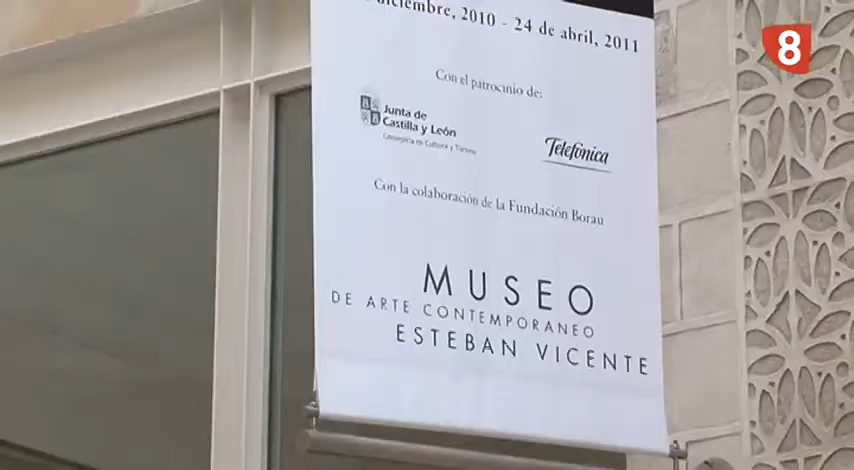 diciembre, 2010 - 24 de abril, 2011
8
Con el patrocinio de:
Junta de
Castilla y León
Consejería de Cultura y Turismo
Telefónica
Con la colaboración de la Fundación Borau
MUSEO
DE ARTE CONTEMPORANEO
ESTEBAN VICENTE